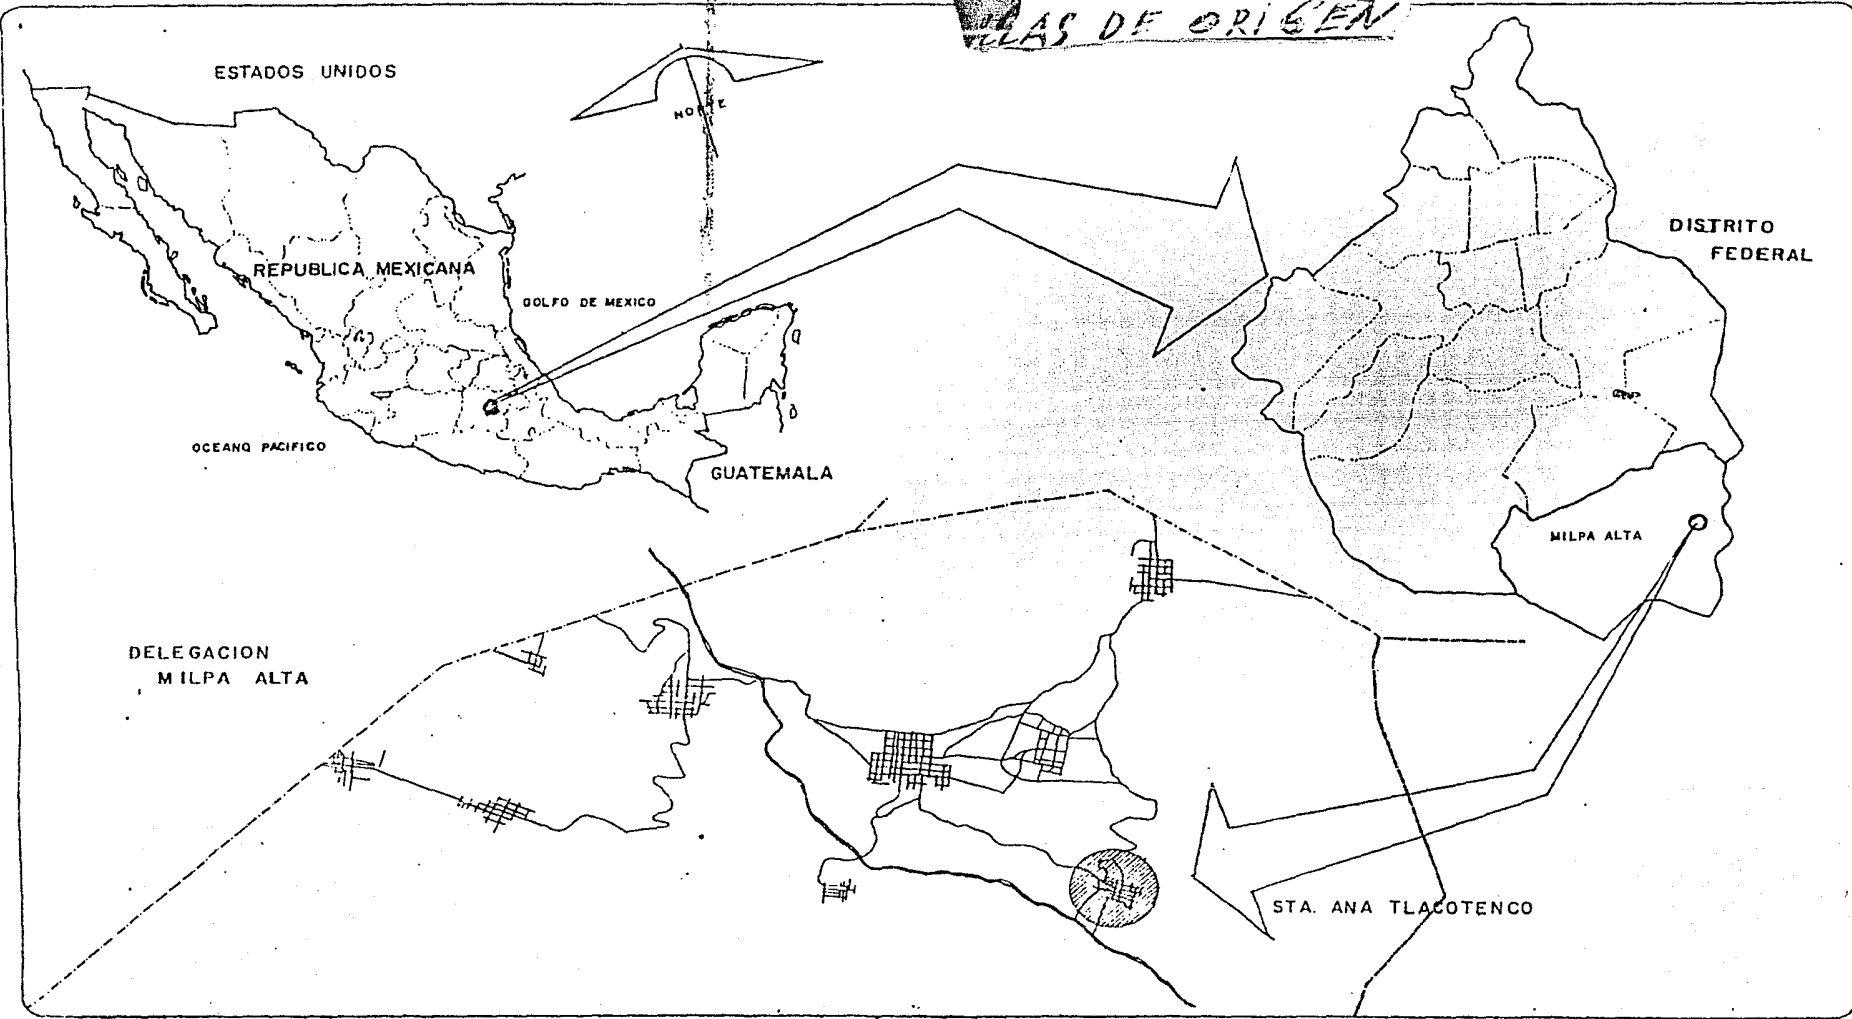 DE ORIGEN
ESTADOS UNIDOS
NORTE
REPUBLICA MEXICANA
GOLFO DE MEXICO
OCEANO PACIFICO
GUATEMALA
DISTRITO
FEDERAL
MILPA ALTA
DELEGACION
MILPA ALTA
STA. ANA TLACOTENCO